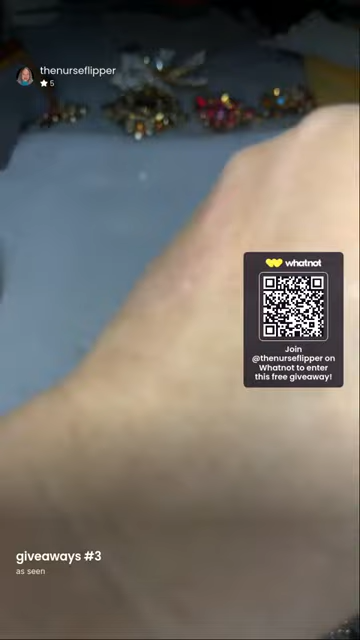 thenurseflipper
★ 5
whatnot
Join
@thenurseflipper on
Whatnot to enter
this free giveaway!
giveaways #3
as seen